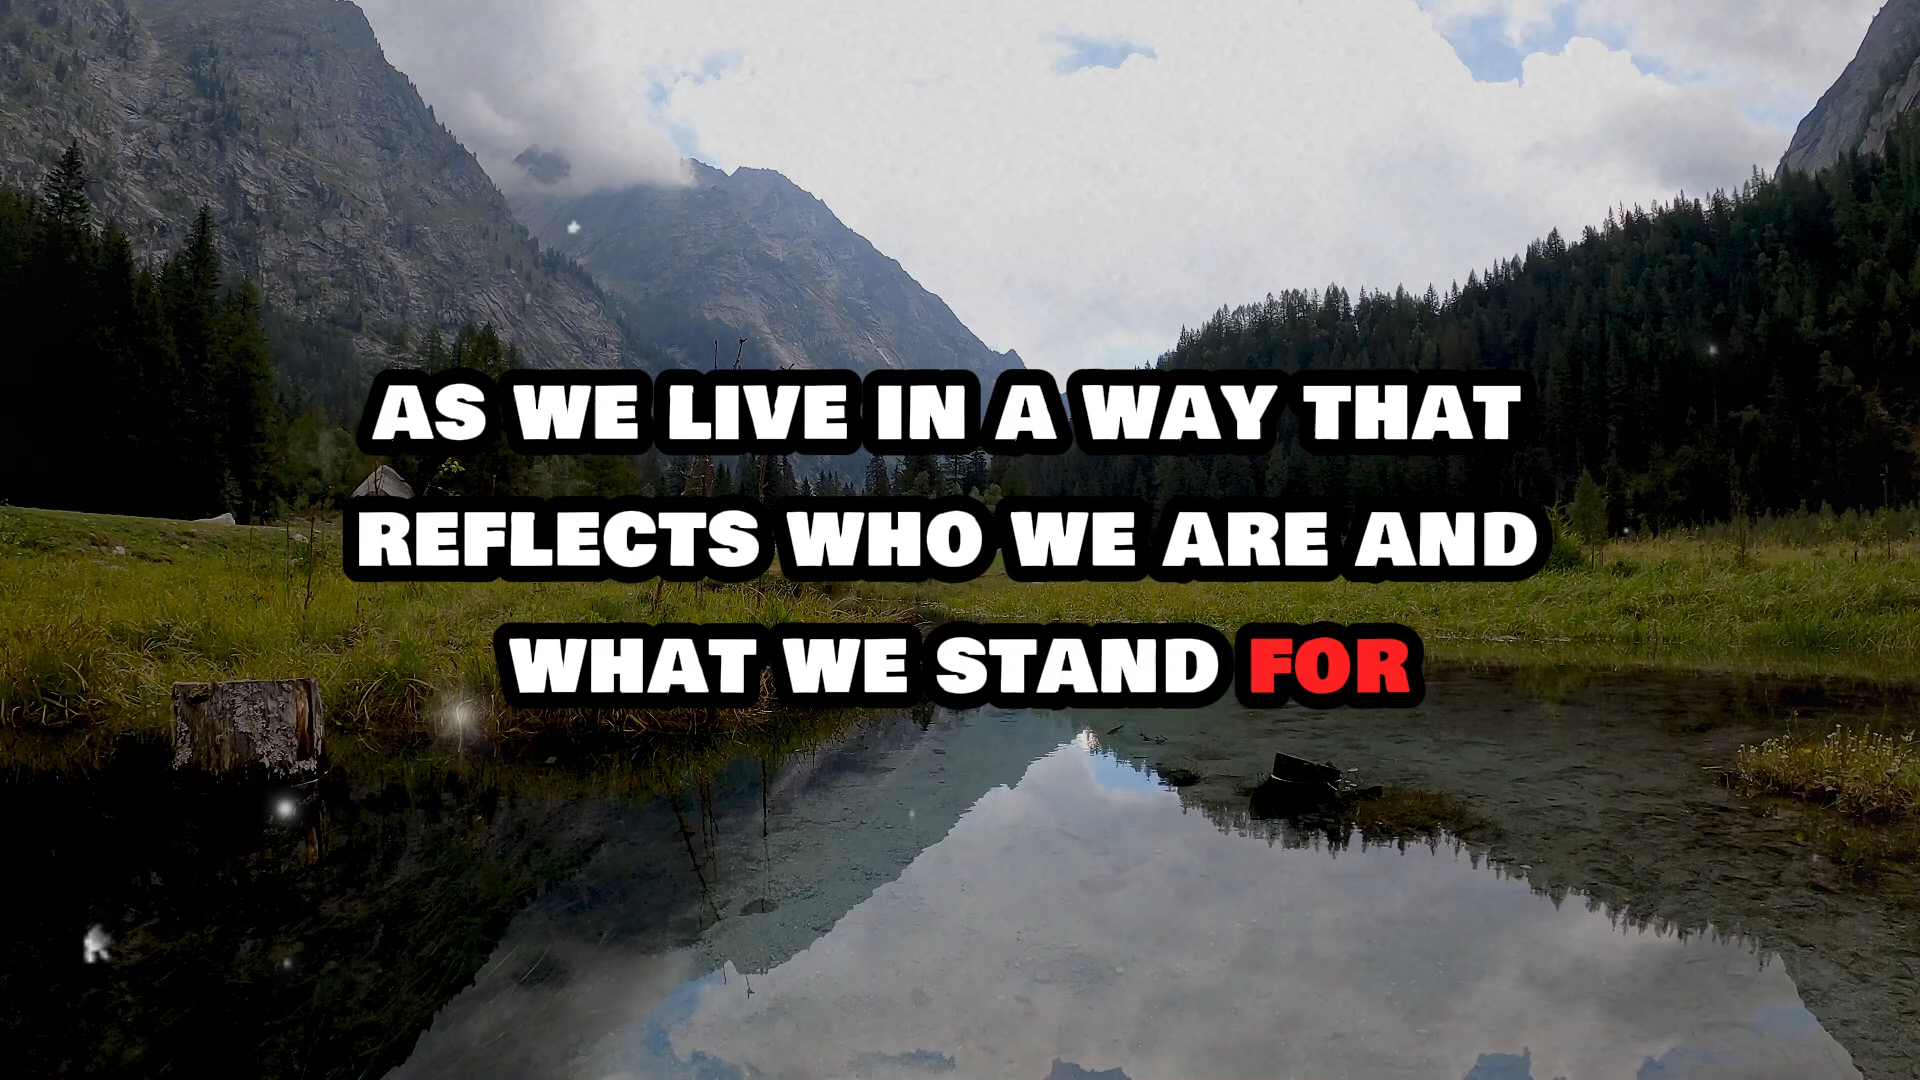 AS WE LIVE IN A WAY THAT
REFLECTS WHO WE ARE AND
WHAT WE STAND FOR